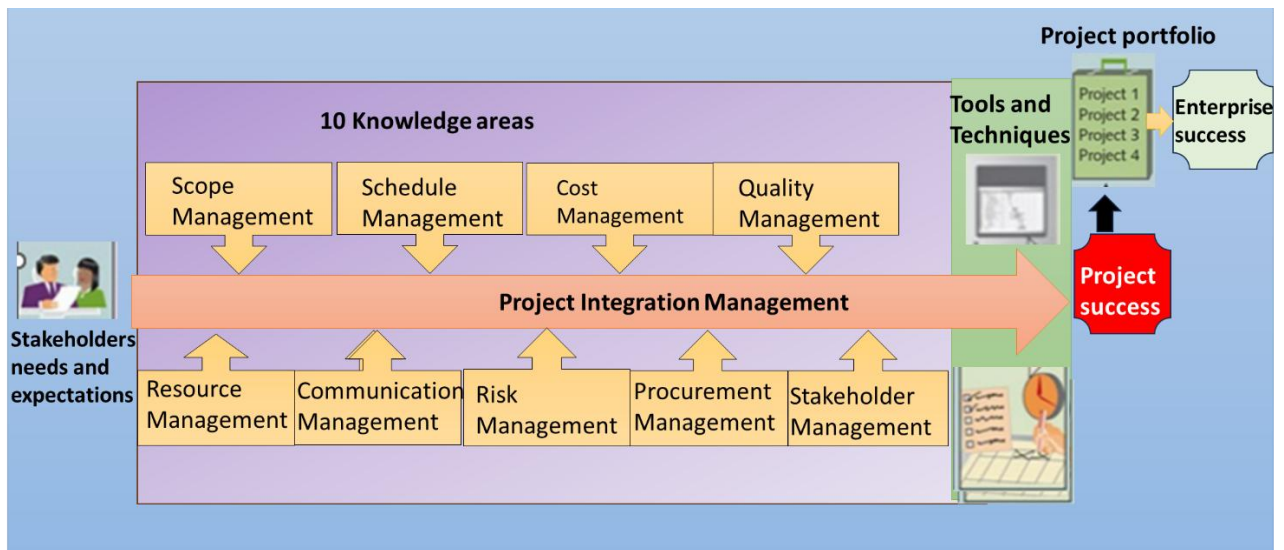 Project portfolio
10 Knowledge areas
Tools and
Techniques
Project 1
Project 2
Project 3
Project 4
Enterprise
success
Scope
Management
Schedule
Management
Cost
Management
Quality
Management
Project Integration Management
Project
success
Stakeholders
needs and
expectations
Resource
Management
Communication
Management
Risk
Management
Procurement
Management
Stakeholder
Management